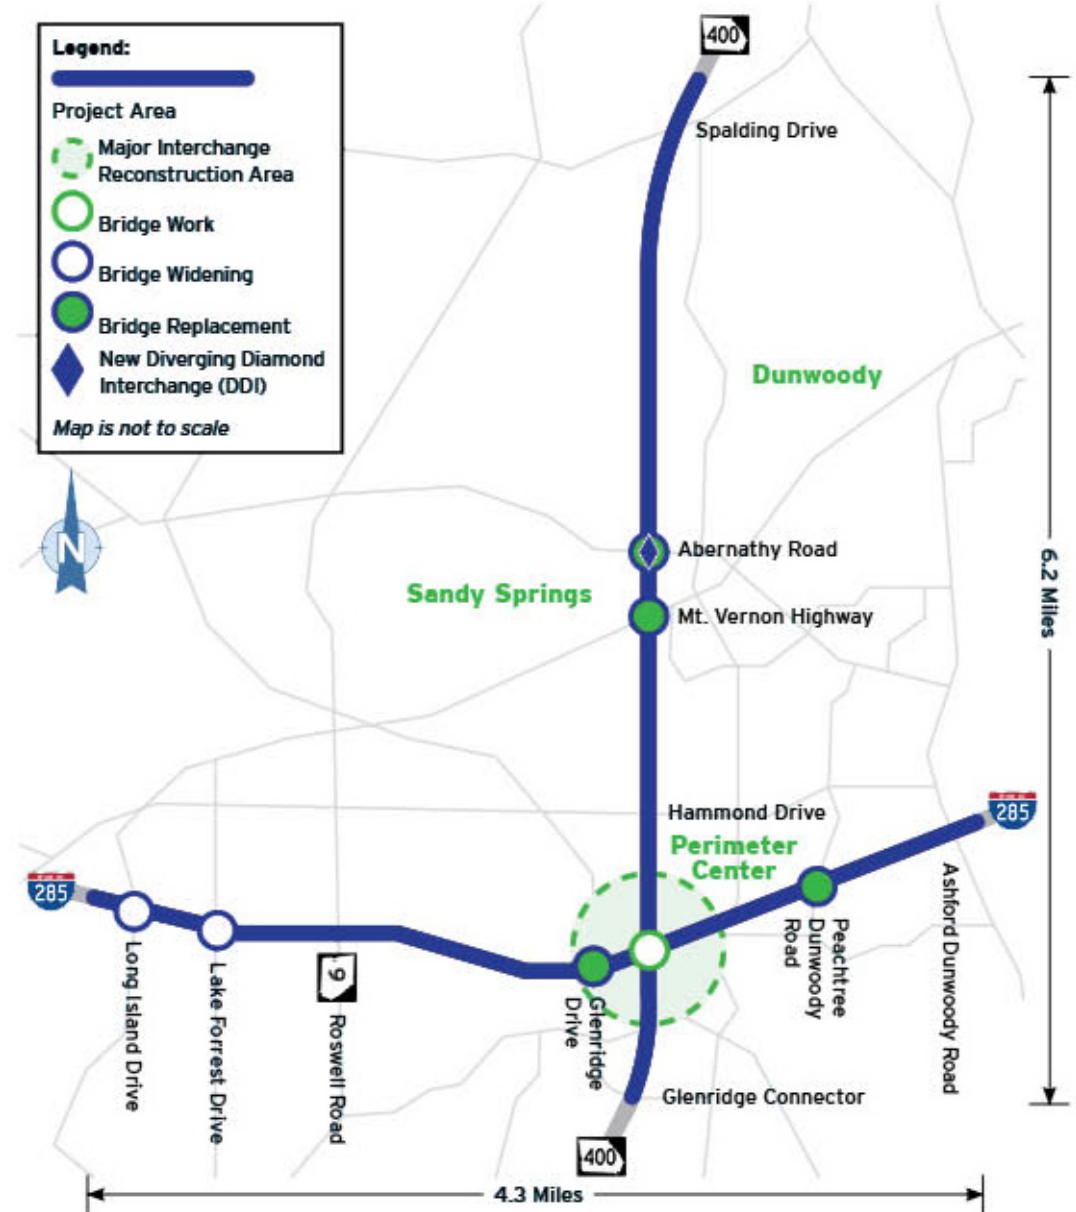 Legend:
Project Area
Major Interchange
Reconstruction Area
Bridge Work
Bridge Widening
Bridge Replacement
New Diverging Diamond
Interchange (DDI)
Map is not to scale
N
400
Spalding Drive
Dunwoody
Abernathy Road
Sandy Springs
Mt. Vernon Highway
6.2 Miles
Hammond Drive
285
Perimeter
Center
285
Long Island Drive
Lake Forrest Drive
9
Roswell Road
Glenridge
Drive
Peachtree
Dunwoody
Road
Ashford Dunwoody Road
Glenridge Connector
400
4.3 Miles